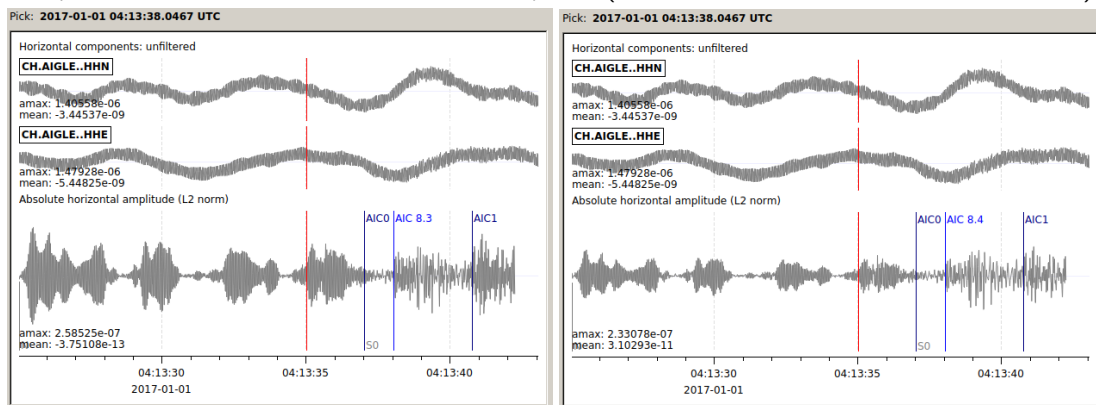 Pick: 2017-01-01 04:13:38.0467 UTC
Horizontal components: unfiltered
CH.AIGLE..HHN
amax: 1.40558e-06
mean: -3.44537e-09
CH.AIGLE..HHE
amax: 1.47928e-06
mean: -5.44825e-09
Absolute horizontal amplitude (L2 norm)
AIC0 AIC 8.3 AIC1
amax: 2.58525e-07
mean: -3.75108e-13
S0
04:13:30 04:13:35 04:13:40
2017-01-01
Pick: 2017-01-01 04:13:38.0467 UTC
Horizontal components: unfiltered
CH.AIGLE..HHN
amax: 1.40558e-06
mean: -3.44537e-09
CH.AIGLE..HHE
amax: 1.47928e-06
mean: -5.44825e-09
Absolute horizontal amplitude (L2 norm)
AIC0 AIC 8.4 AIC1
amax: 2.33078e-07
mean: 3.10293e-11
S0
04:13:30 04:13:35 04:13:40
2017-01-01